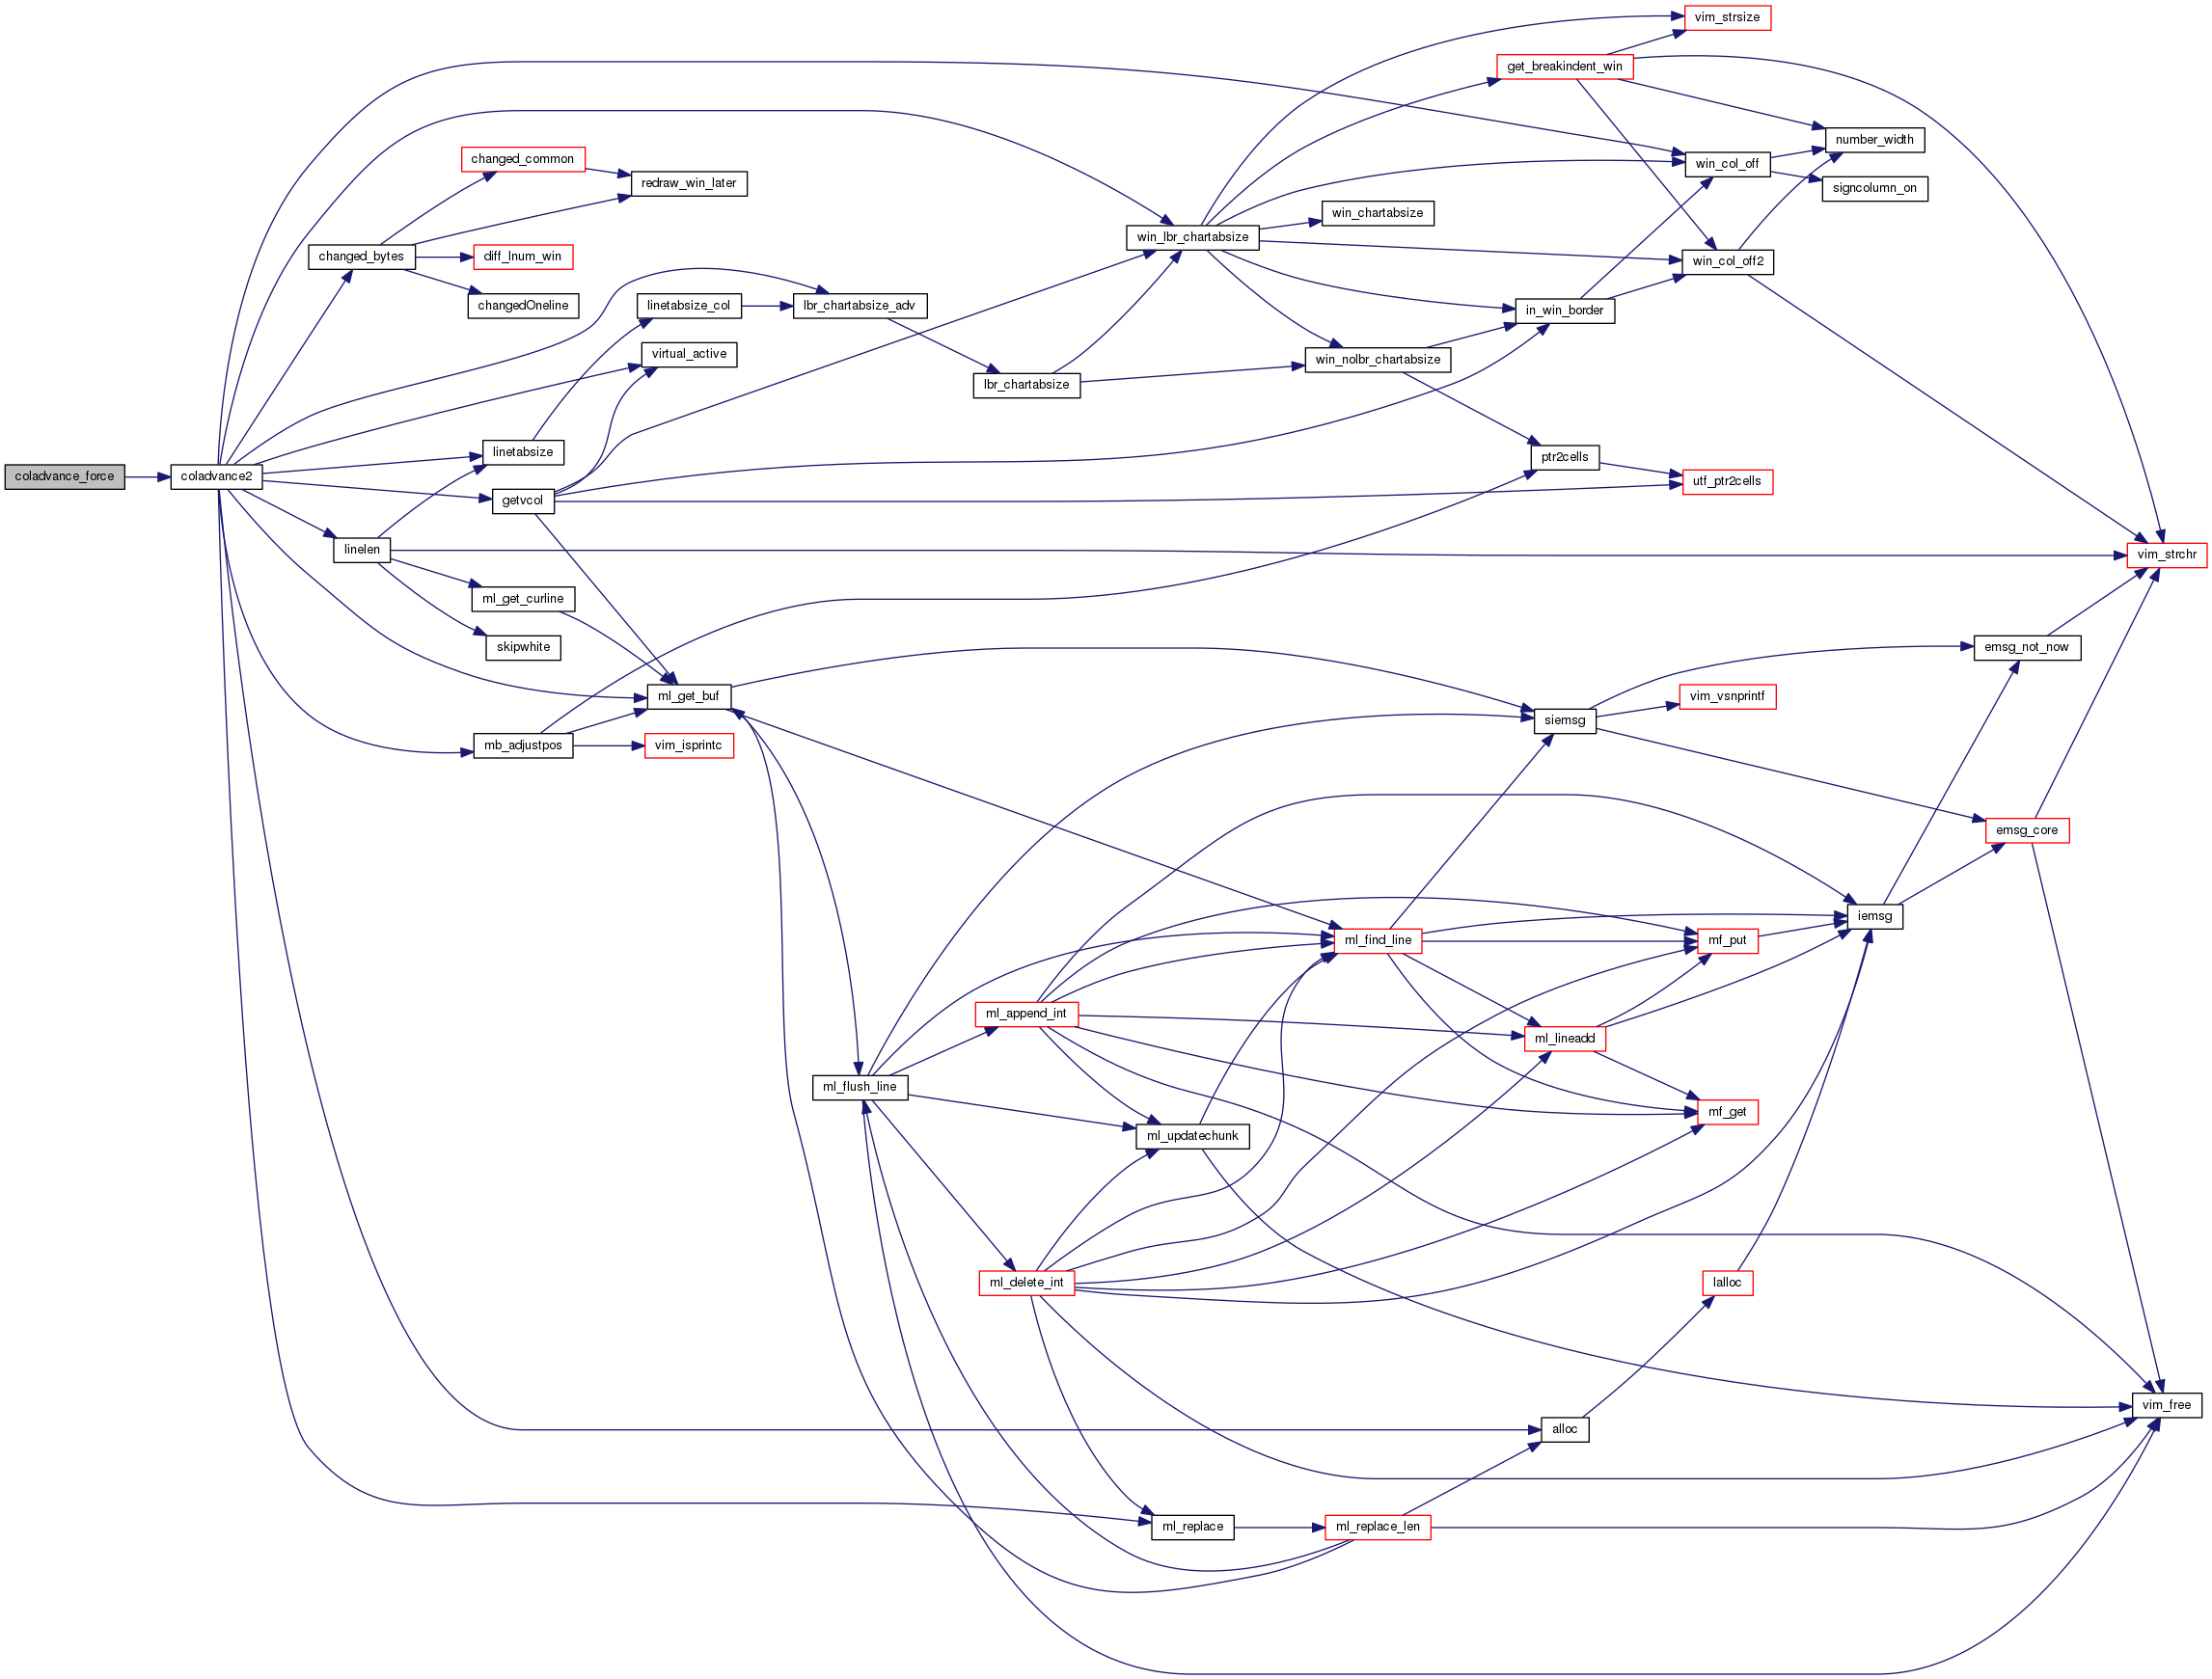 vim_strsize
get_breakindent_win
number_width
changed_common
win_col_off
redraw_win_later
signcolumn_on
win_chartabsize
win_lbr_chartabsize
changed_bytes
diff_lnum_win
win_col_off2
changedOneline
linetabsize_col
lbr_chartabsize_adv
in_win_border
virtual_active
win_nolbr_chartabsize
lbr_chartabsize
linetabsize
ptr2cells
coladvance_force
coladvance2
utf_ptr2cells
getvcol
linelen
vim_strchr
ml_get_curline
skipwhite
emsg_not_now
ml_get_buf
vim_vsnprintf
siemsg
mb_adjustpos
vim_isprintc
emsg_core
iemsg
ml_find_line
mf_put
ml_append_int
ml_lineadd
ml_flush_line
mf_get
ml_updatechunk
ml_delete_int
lalloc
vim_free
alloc
ml_replace
ml_replace_len